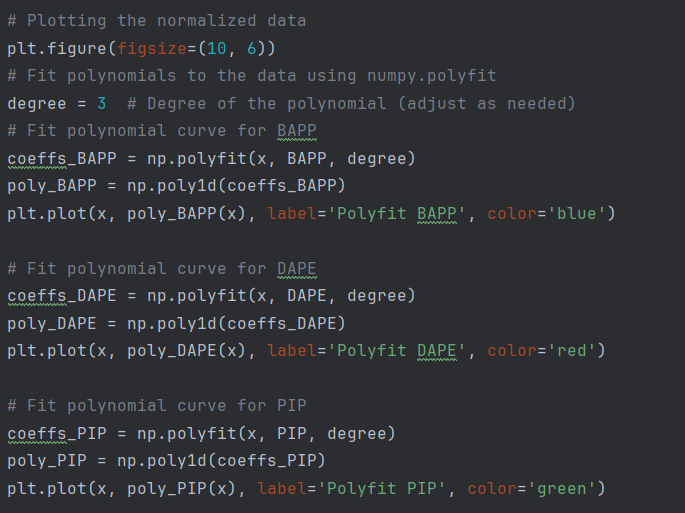 # Plotting the normalized data
plt.figure(figsize=(10, 6))
# Fit polynomials to the data using numpy.polyfit
degree = 3  # Degree of the polynomial (adjust as needed)
# Fit polynomial curve for BAPP
coeffs_BAPP = np.polyfit(x, BAPP, degree)
poly_BAPP = np.poly1d(coeffs_BAPP)
plt.plot(x, poly_BAPP(x), label='Polyfit BAPP', color='blue')
# Fit polynomial curve for DAPE
coeffs_DAPE = np.polyfit(x, DAPE, degree)
poly_DAPE = np.poly1d(coeffs_DAPE)
plt.plot(x, poly_DAPE(x), label='Polyfit DAPE', color='red')
# Fit polynomial curve for PIP
coeffs_PIP = np.polyfit(x, PIP, degree)
poly_PIP = np.poly1d(coeffs_PIP)
plt.plot(x, poly_PIP(x), label='Polyfit PIP', color='green')